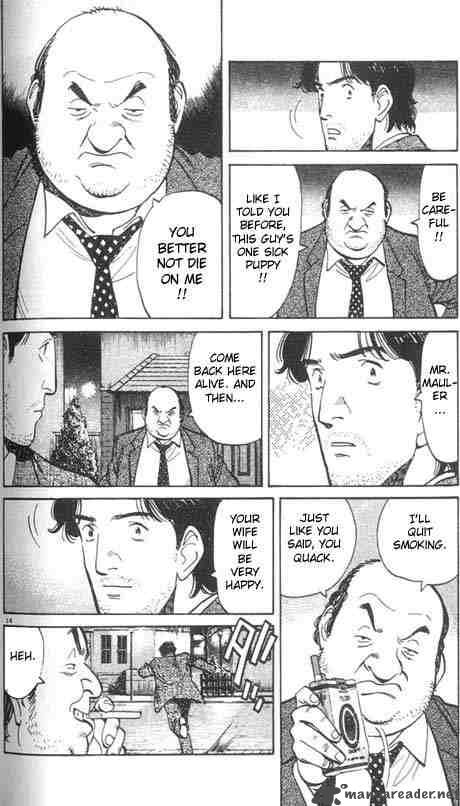 BE
CARE-
FUL
!!
LIKE I
TOLD YOU
BEFORE,
THIS GUY'S
ONE SICK
PUPPY
!!
YOU
BETTER
NOT DIE
ON ME
!!
MR.
MAUL-
ER
...
COME
BACK HERE
ALIVE. AND
THEN...
I'LL
QUIT
SMOKING.
JUST
LIKE YOU
SAID, YOU
QUACK.
YOUR
WIFE
WILL BE
VERY
HAPPY.
HEH.
mangareader.net